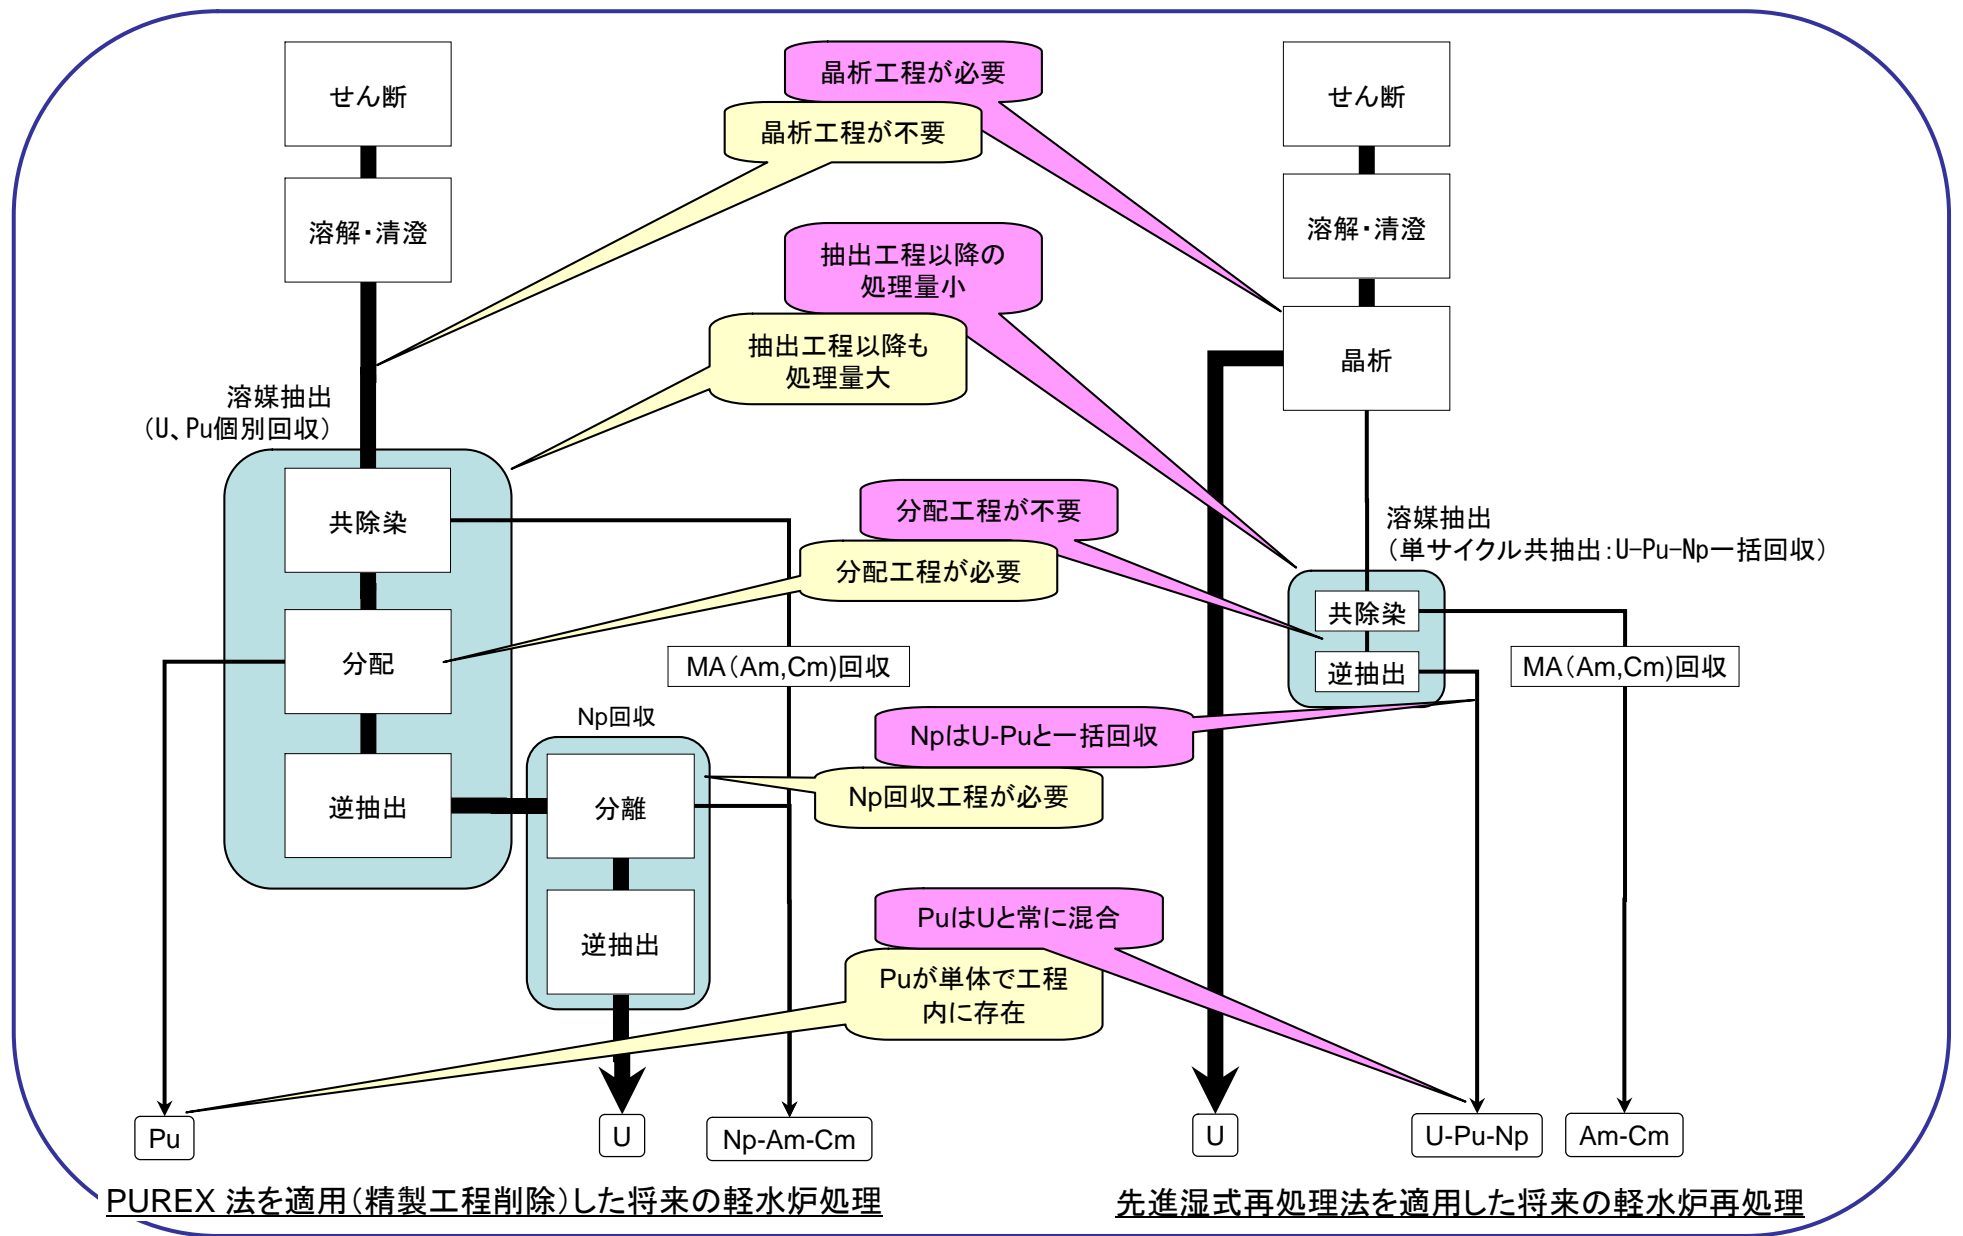 せん断
溶解・清澄
溶媒抽出
（U、Pu個別回収）
共除染
分配
逆抽出
Np回収
分離
逆抽出
MA（Am,Cm)回収
Pu
U
Np-Am-Cm
PUREX 法を適用（精製工程削除）した将来の軽水炉処理
晶析工程が必要
晶析工程が不要
抽出工程以降の
処理量小
抽出工程以降も
処理量大
分配工程が不要
分配工程が必要
NpはU-Puと一括回収
Np回収工程が必要
PuはUと常に混合
Puが単体で工程
内に存在
せん断
溶解・清澄
晶析
溶媒抽出
（単サイクル共抽出：U-Pu-Np一括回収）
共除染
逆抽出
MA（Am,Cm)回収
U
U-Pu-Np
Am-Cm
先進湿式再処理法を適用した将来の軽水炉再処理